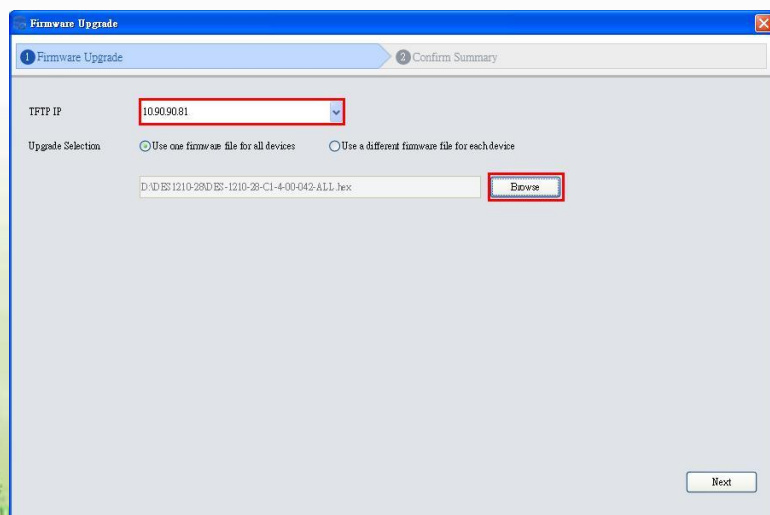 Firmware Upgrade
1 Firmware Upgrade 2 Confirm Summary
TFTP IP 10.90.90.81
Upgrade Selection Use one firmware file for all devices Use a different firmware file for each device
D:\DES1210-28\DES-1210-28-C1-4-00-042-ALL.hex Browse
Next